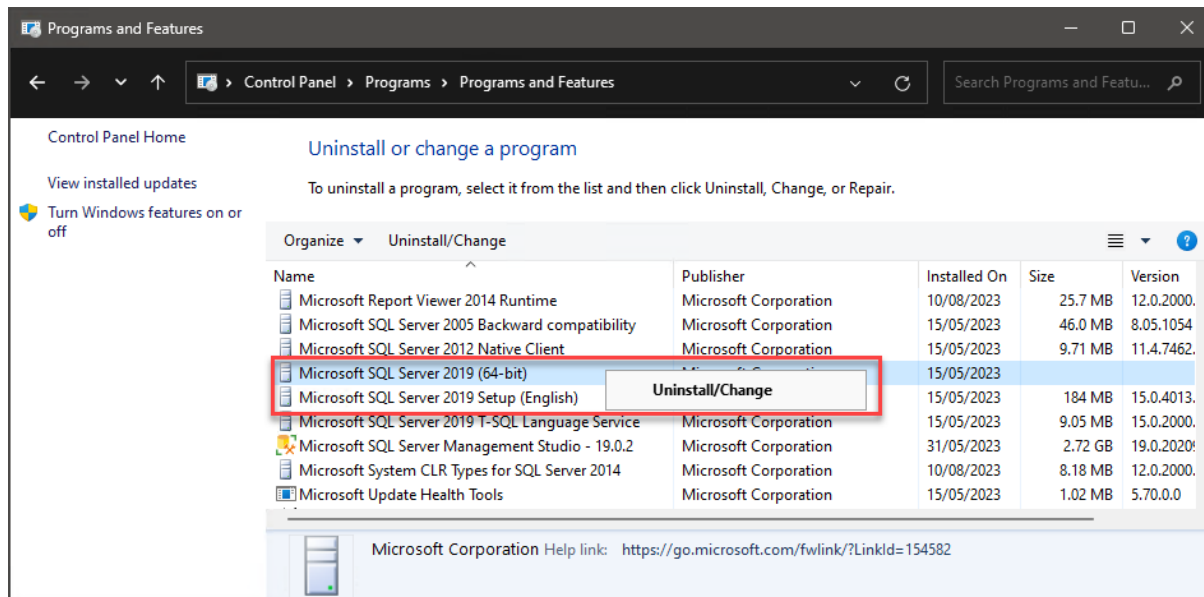 Programs and Features
Control Panel > Programs > Programs and Features
Search Programs and Featu...
Control Panel Home
View installed updates
Turn Windows features on or
off
Uninstall or change a program
To uninstall a program, select it from the list and then click Uninstall, Change, or Repair.
Organize Uninstall/Change
Name Publisher Installed On Size Version
Microsoft Report Viewer 2014 Runtime Microsoft Corporation 10/08/2023 25.7 MB 12.0.2000.
Microsoft SQL Server 2005 Backward compatibility Microsoft Corporation 15/05/2023 46.0 MB 8.05.1054
Microsoft SQL Server 2012 Native Client Microsoft Corporation 15/05/2023 9.71 MB 11.4.7462.
Microsoft SQL Server 2019 (64-bit) 15/05/2023
Uninstall/Change
Microsoft SQL Server 2019 Setup (English) 15/05/2023 184 MB 15.0.4013.
Microsoft SQL Server 2019 T-SQL Language Service Microsoft Corporation 15/05/2023 9.05 MB 15.0.2000.
Microsoft SQL Server Management Studio - 19.0.2 Microsoft Corporation 31/05/2023 2.72 GB 19.0.20209
Microsoft System CLR Types for SQL Server 2014 Microsoft Corporation 10/08/2023 8.18 MB 12.0.2000.
Microsoft Update Health Tools Microsoft Corporation 15/05/2023 1.02 MB 5.70.0.0
Microsoft Corporation Help link: https://go.microsoft.com/fwlink/?LinkId=154582